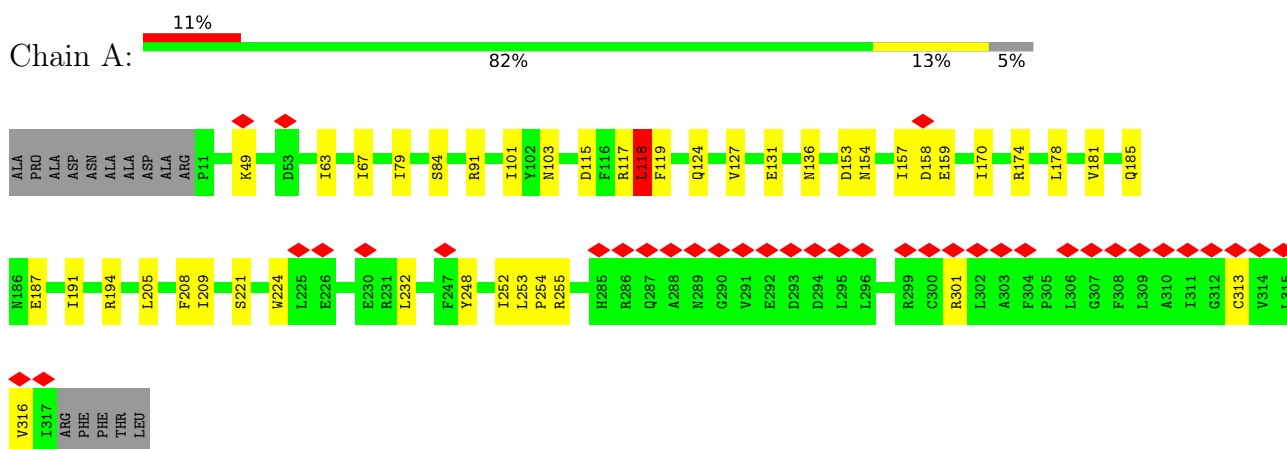 11%
Chain A:
82% 13% 5%
ALA PRO ALA ASP ASN ALA ALA ASP ALA ARG P11 K49 D53 I63 I67 I79 S84 R91 I101 Y102 N103 D115 F116 R117 L118 F119 Q124 V127 E131 N136 D153 N154 I157 D158 E159 I170 R174 L178 V181 Q185
N186 E187 I191 R194 L205 F208 I209 S221 W224 L225 E226 E230 R231 L232 F247 Y248 I252 L253 P254 R255 H285 R286 Q287 A288 N289 G290 V291 E292 D293 D294 L295 L296 R299 C300 R301 L302 A303 F304 P305 L306 G307 F308 L309 A310 I311 G312 C313 V314
V316 I317 ARG PHE PHE THR LEU